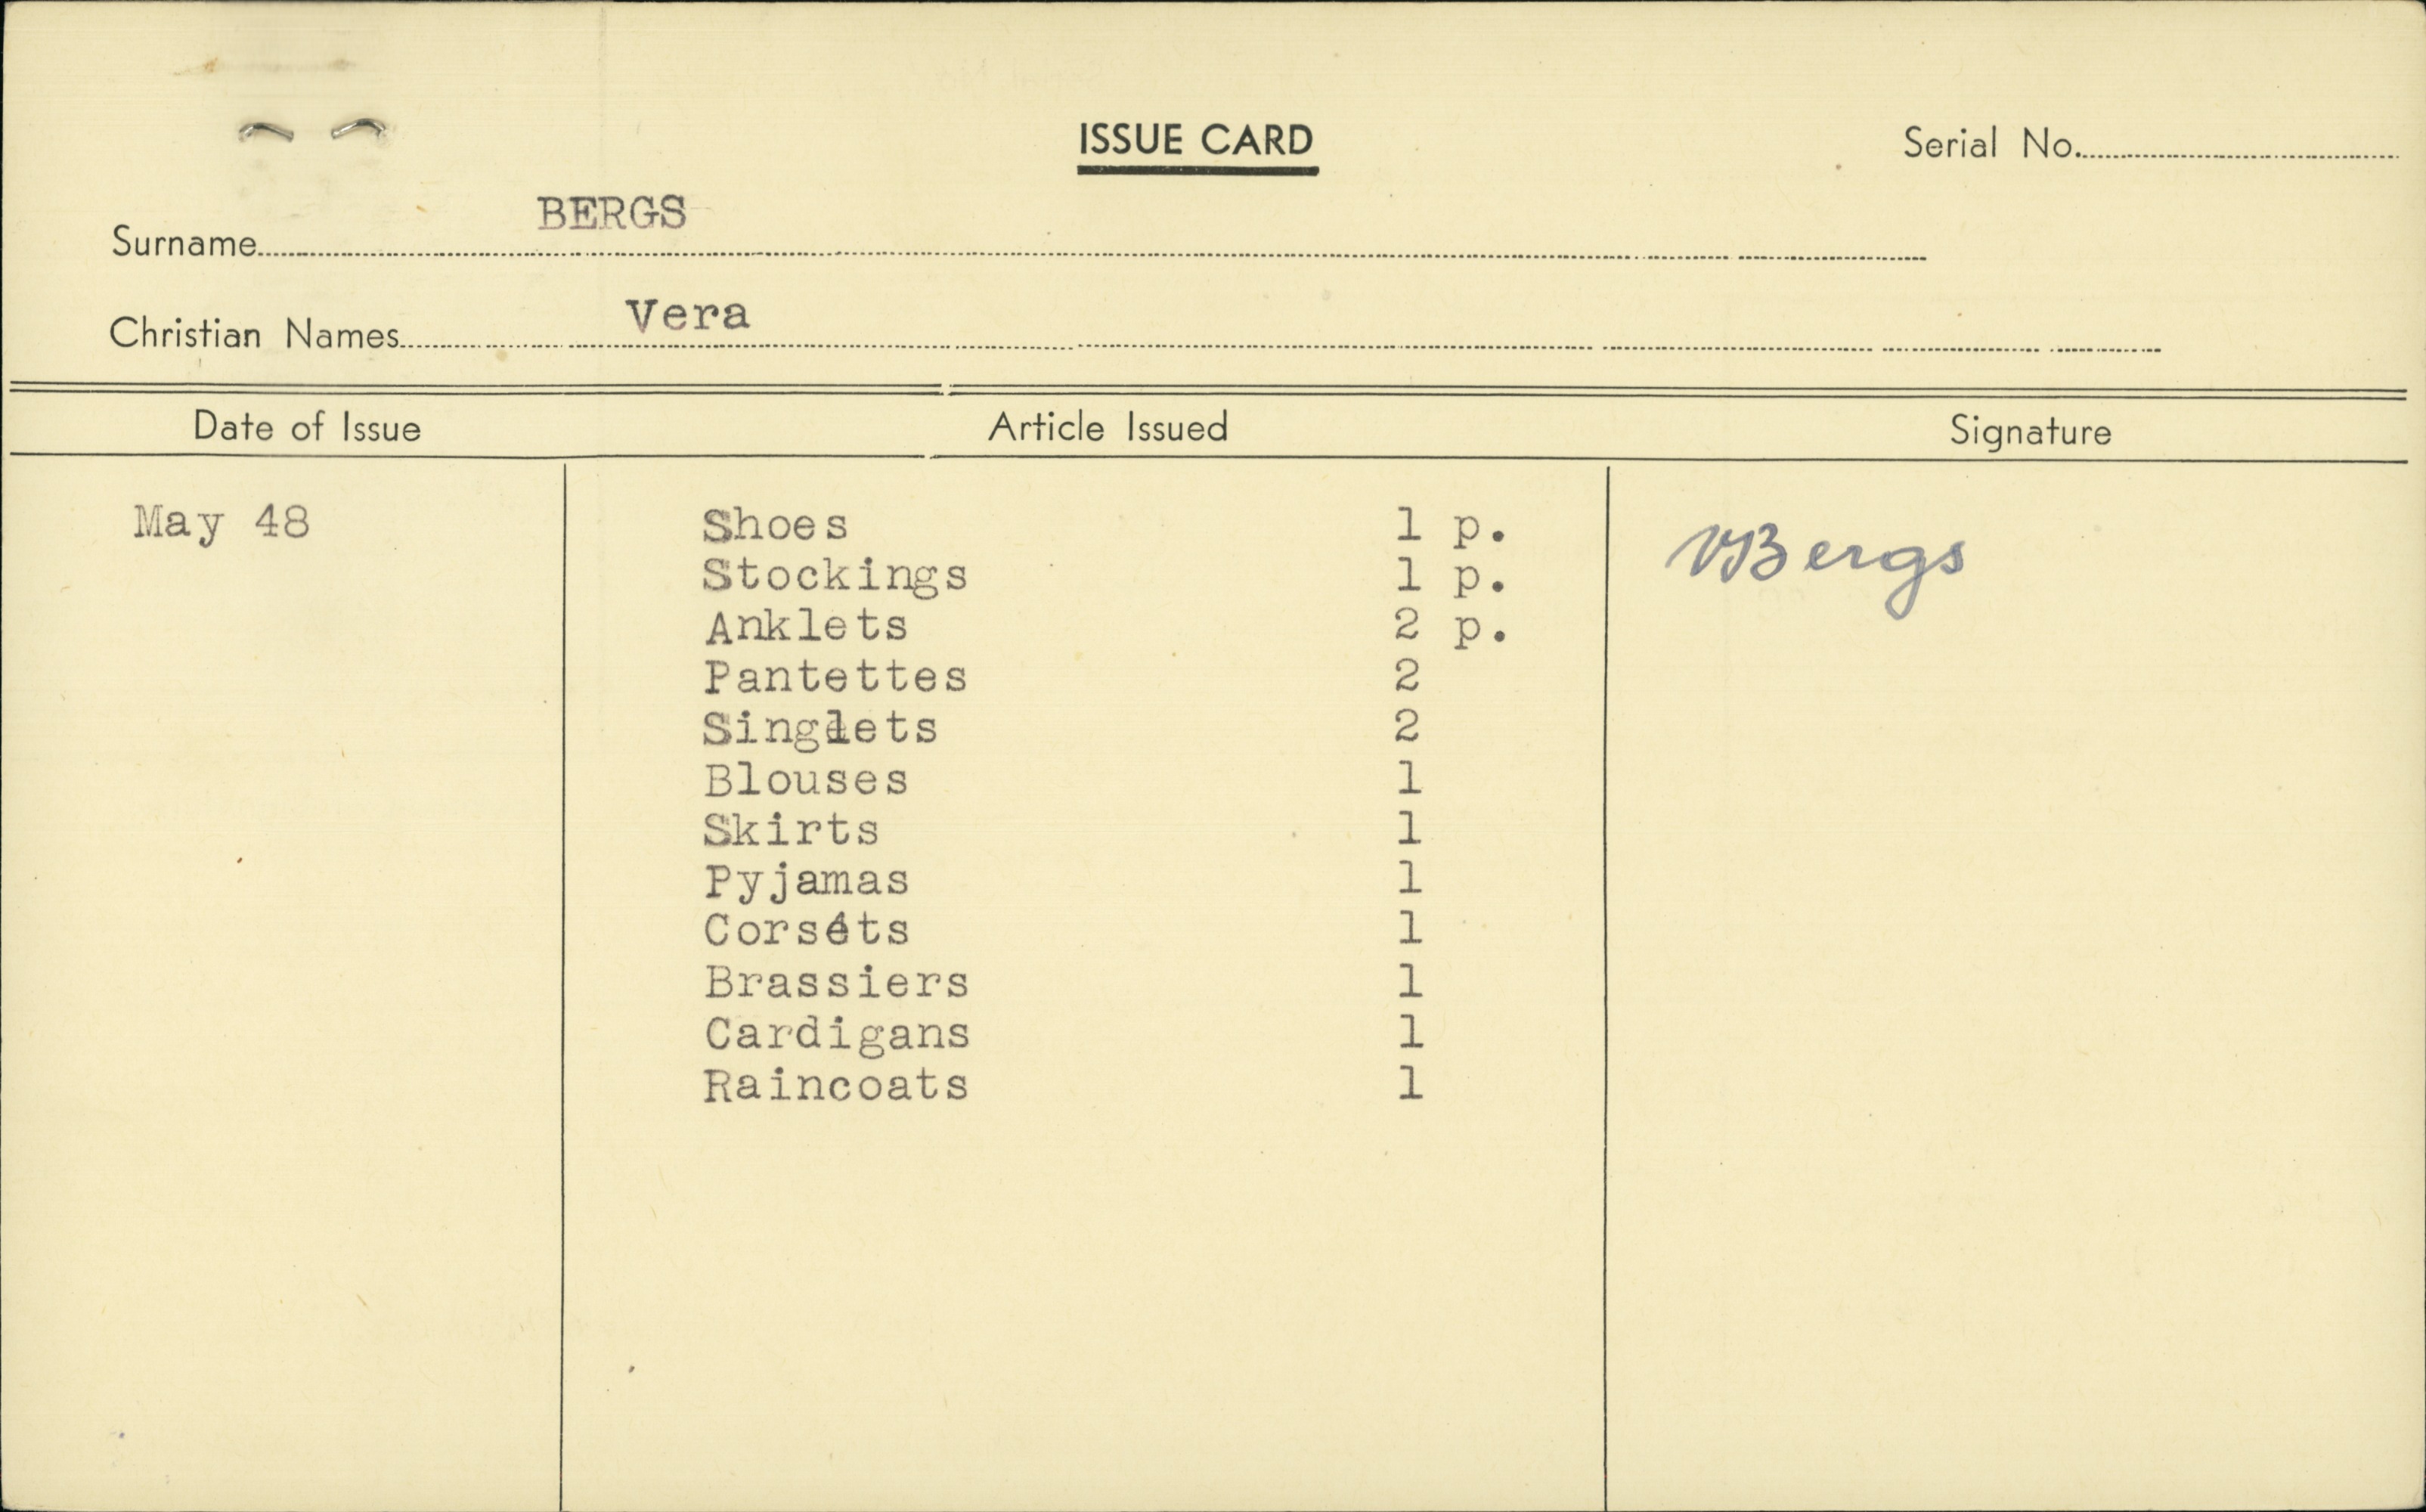 ISSUE CARD
Serial No.
Surname BERGS
Christian Names Vera
Date of Issue Article Issued Signature
May 48 Shoes 1 p. VBergs
Stockings 1 p.
Anklets 2 p.
Pantettes 2
Singlets 2
Blouses 1
Skirts 1
Pyjamas 1
Corsets 1
Brassiers 1
Cardigans 1
Raincoats 1